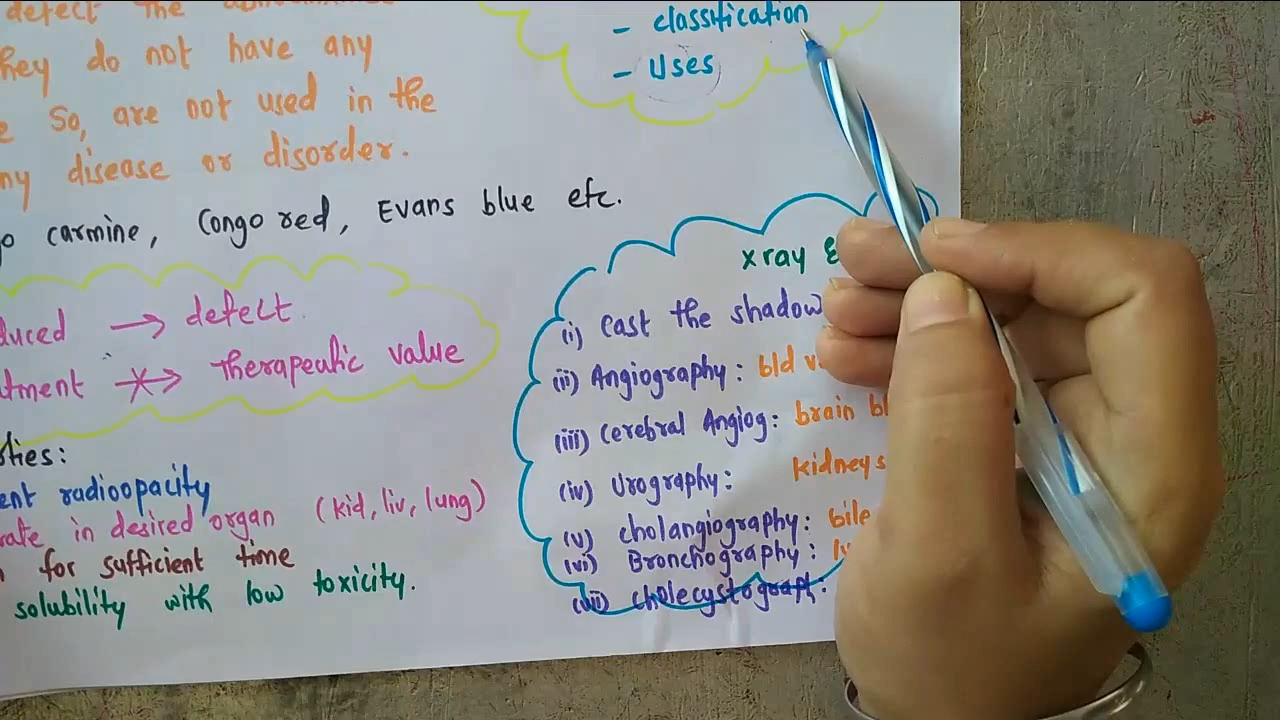 defect the
they do not have any
So, are not used in the
ny disease or disorder.
carmine, Congo red, Evans blue etc.
duced → defect.
tment → Therapeutic value
ties:
ent radioopacity
rate in desired organ (kid, liv, lung)
for sufficient time
solubility with low toxicity.
- classification
- Uses
xray
(i) Cast the shadow
(ii) Angiography: bld v
(iii) Cerebral Angiog: brain bl
(iv) Urography: kidneys
(v) Cholangiography: bile
(vi) Bronchography: lu
(vii) Cholecystograph: